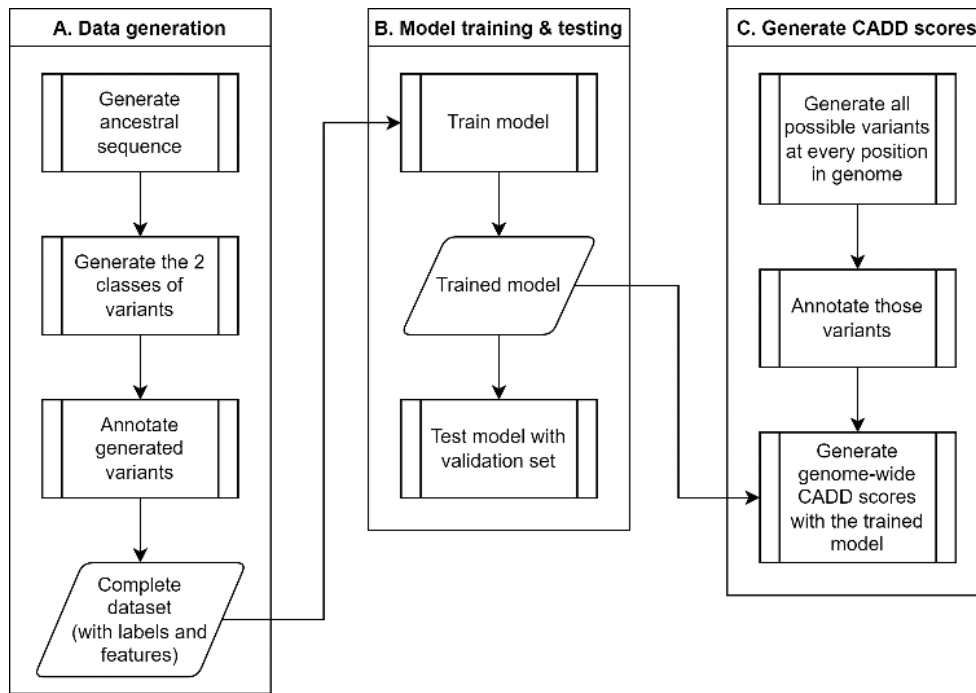 A. Data generation
Generate
ancestral
sequence
Generate the 2
classes of
variants
Annotate
generated
variants
Complete
dataset
(with labels and
features)
B. Model training & testing
Train model
Trained model
Test model with
validation set
C. Generate CADD scores
Generate all
possible variants
at every position
in genome
Annotate those
variants
Generate
genome-wide
CADD scores
with the trained
model